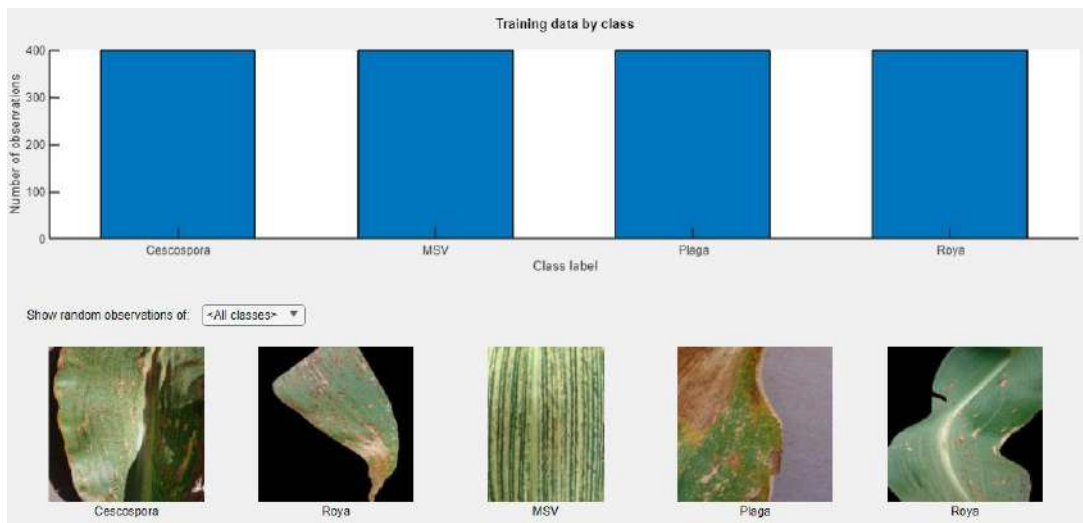 Training data by class
400
300
200
100
0
Number of observations
Cescospora MSV Plaga Roya
Class label
Show random observations of: <All classes>
Cescospora Roya MSV Plaga Roya